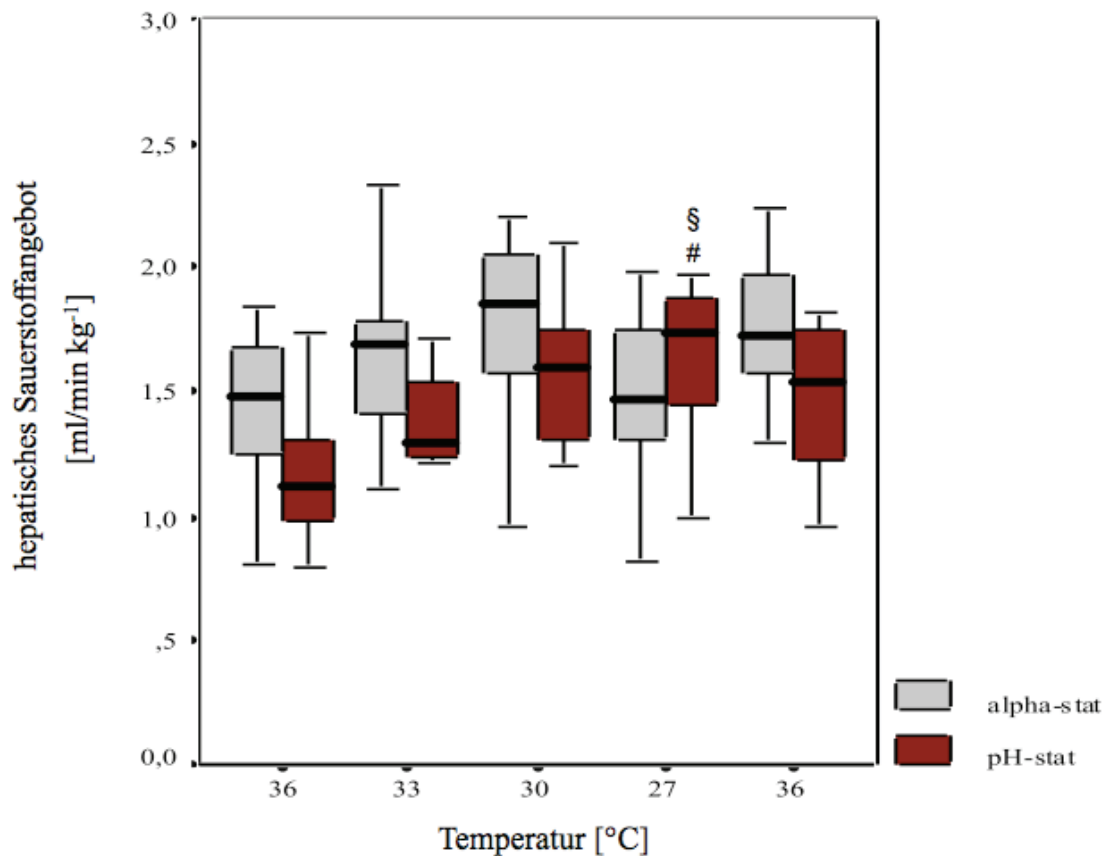 3,0
2,5
2,0
1,5
1,0
,5
0,0
hepatisches Sauerstoffangebot
[ml/min kg⁻¹]
§
#
36
33
30
27
36
Temperatur [°C]
alpha-stat
pH-stat